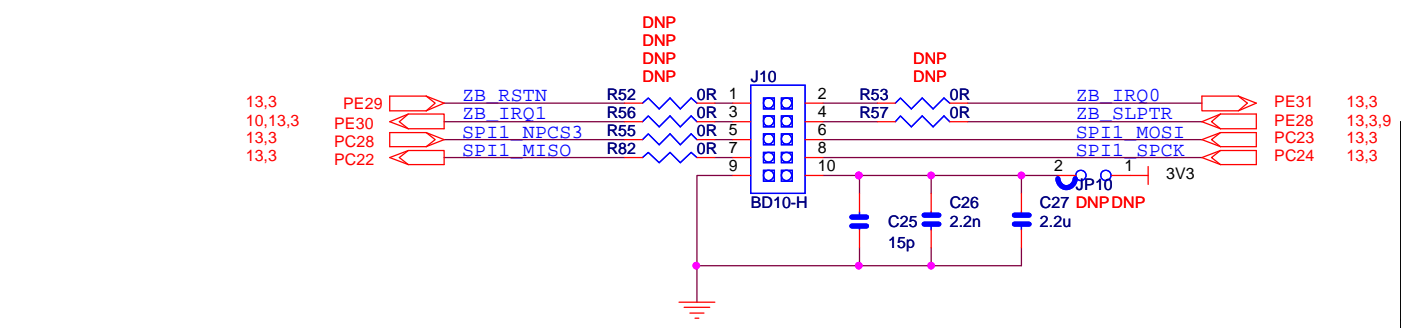 DNP
DNP
DNP
DNP
DNP
DNP
J10
13,3 PE29 ZB_RSTN R52 0R 1 2 R53 0R ZB_IRQ0 PE31 13,3
10,13,3 PE30 ZB_IRQ1 R56 0R 3 4 R57 0R ZB_SLPTR PE28 13,3,9
13,3 PC28 SPI1_NPCS3 R55 0R 5 6 SPI1_MOSI PC23 13,3
13,3 PC22 SPI1_MISO R82 0R 7 8 SPI1_SPCK PC24 13,3
9 10 2 1 3V3
JP10
BD10-H C26 C27 DNP DNP
C25 2.2n 2.2u
15p